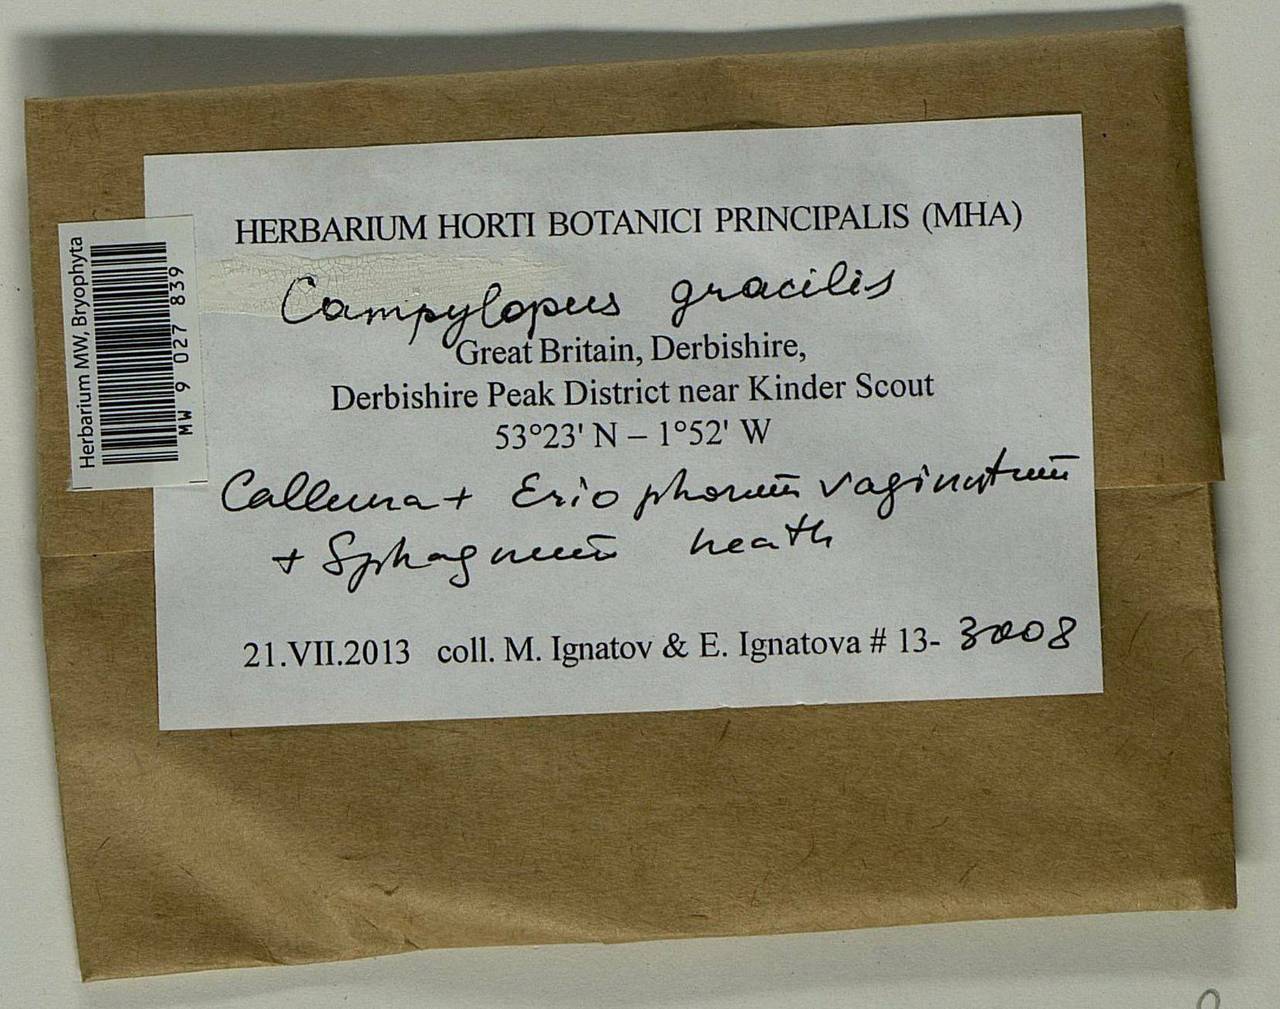 HERBARIUM HORTI BOTANICI PRINCIPALIS (MHA)
Campylopus gracilis
Great Britain, Derbishire,
Derbishire Peak District near Kinder Scout
53°23' N – 1°52' W
Calluna + Eriophorum vaginatum
+ Sphagnum heath
21.VII.2013 coll. M. Ignatov & E. Ignatova # 13- 3008
Herbarium MW, Bryophyta
MW 9 027 839